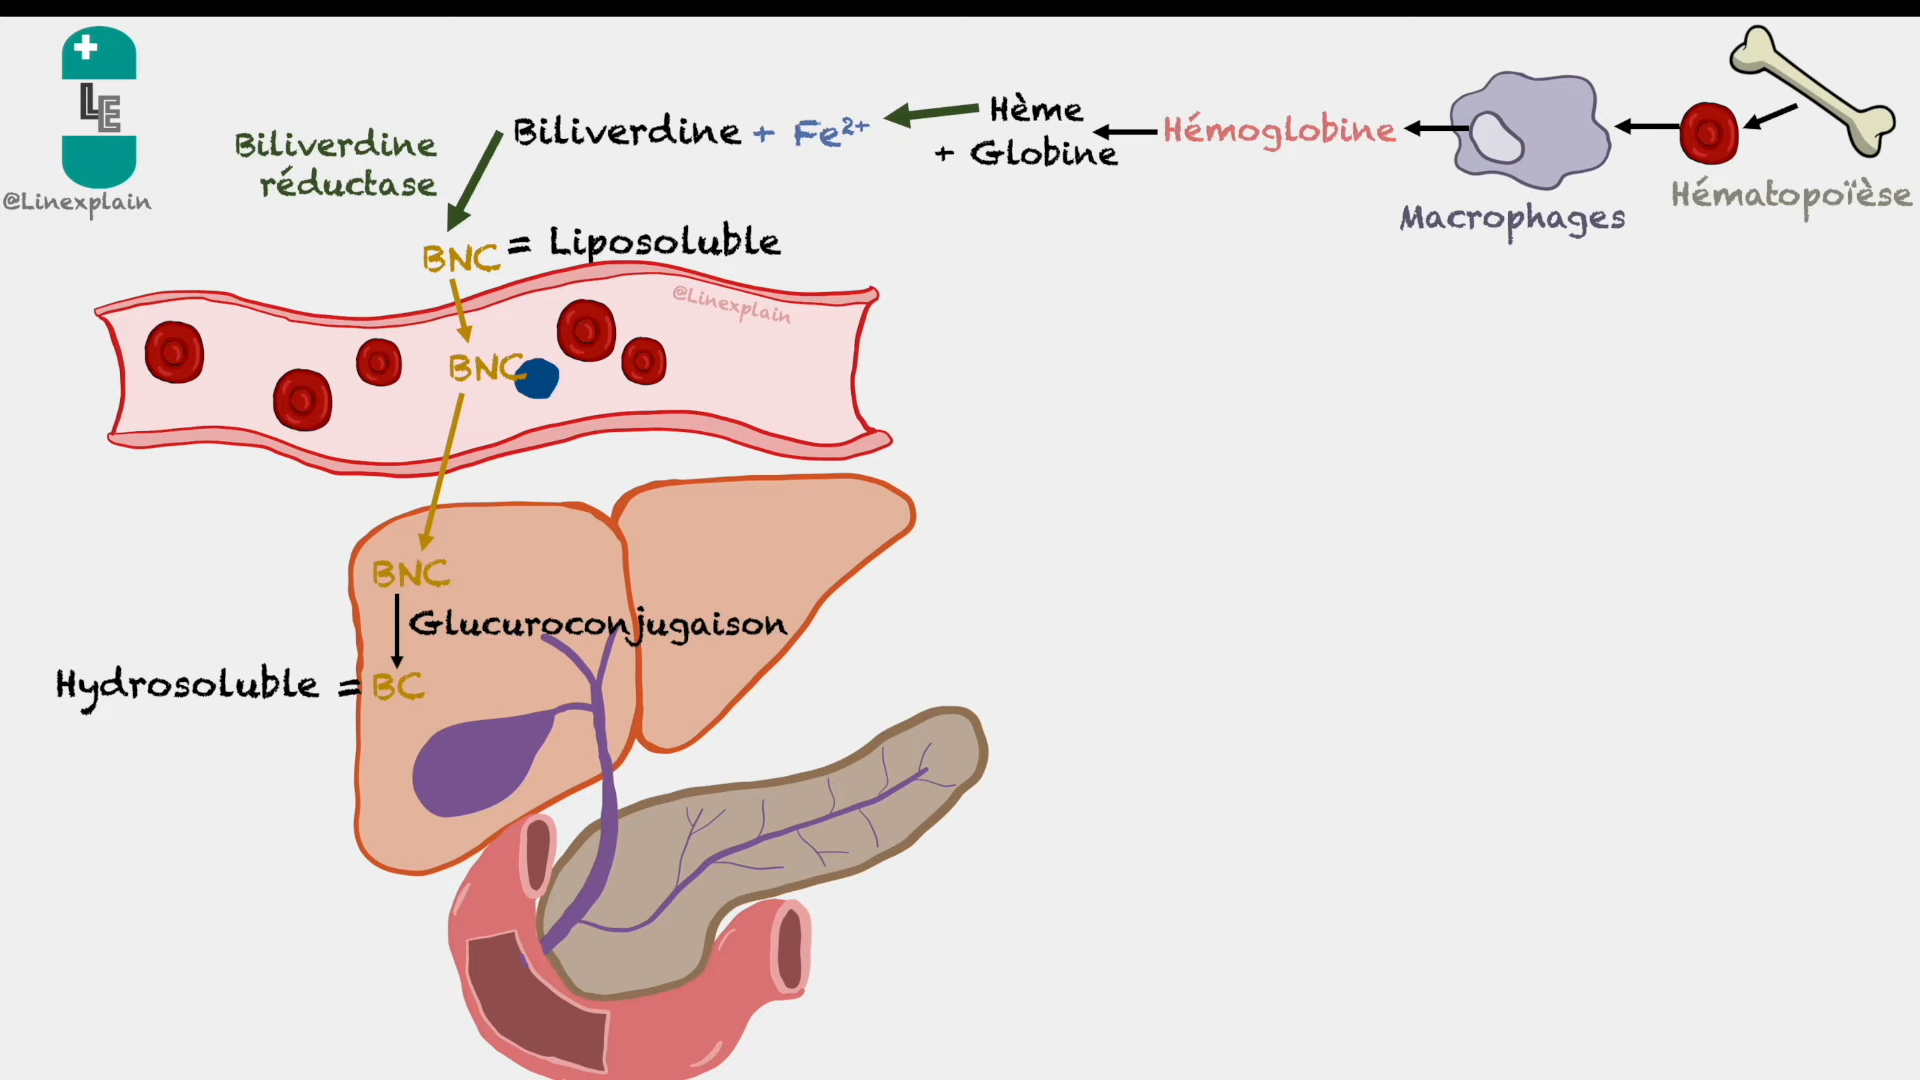 LE
@Linexplain
Biliverdine
réductase
Biliverdine + Fe²⁺
Hème
+ Globine
Hémoglobine
Macrophages
Hématopoïèse
BNC = Liposoluble
@Linexplain
BNC
BNC
Glucuroconjugaison
Hydrosoluble = BC